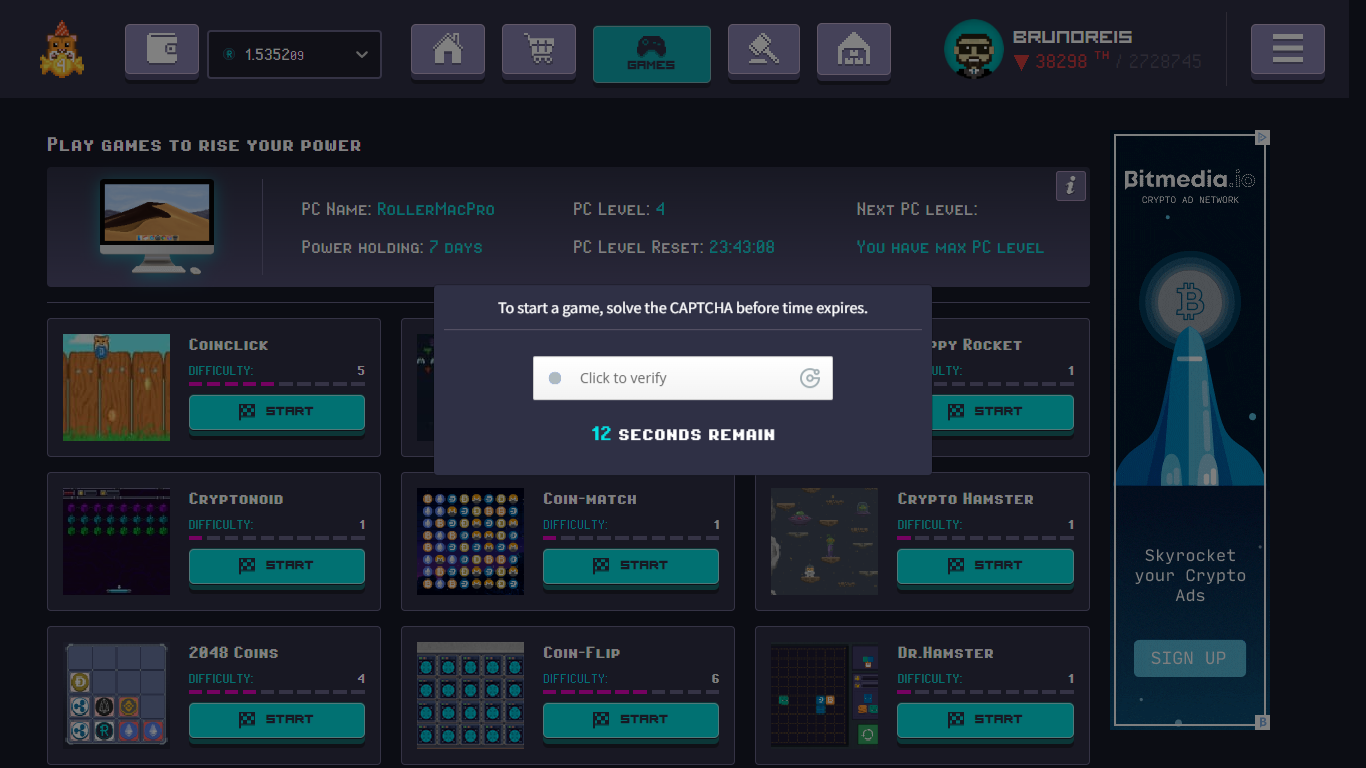 1.535209
GAMES
BRUNOREIS
38298 TH / 2728745
PLAY GAMES TO RISE YOUR POWER
PC NAME: ROLLERMACPRO
PC LEVEL: 4
NEXT PC LEVEL:
POWER HOLDING: 7 DAYS
PC LEVEL RESET: 23:43:08
YOU HAVE MAX PC LEVEL
i
To start a game, solve the CAPTCHA before time expires.
Click to verify
12 SECONDS REMAIN
COINCLICK
DIFFICULTY: 5
START
PPY ROCKET
ULTY: 1
START
CRYPTONOID
DIFFICULTY: 1
START
COIN-MATCH
DIFFICULTY: 1
START
CRYPTO HAMSTER
DIFFICULTY: 1
START
2048 COINS
DIFFICULTY: 4
START
COIN-FLIP
DIFFICULTY: 6
START
DR.HAMSTER
DIFFICULTY: 1
START
Bitmedia.io
CRYPTO AD NETWORK
Skyrocket
your Crypto
Ads
SIGN UP